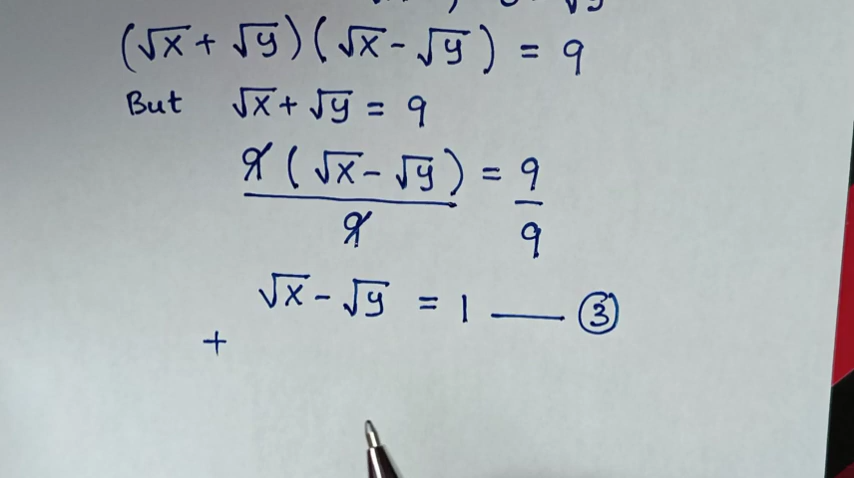 (√x + √y)(√x - √y) = 9
But √x + √y = 9
9(√x - √y) = 9
9 9
√x - √y = 1 —— ③
+